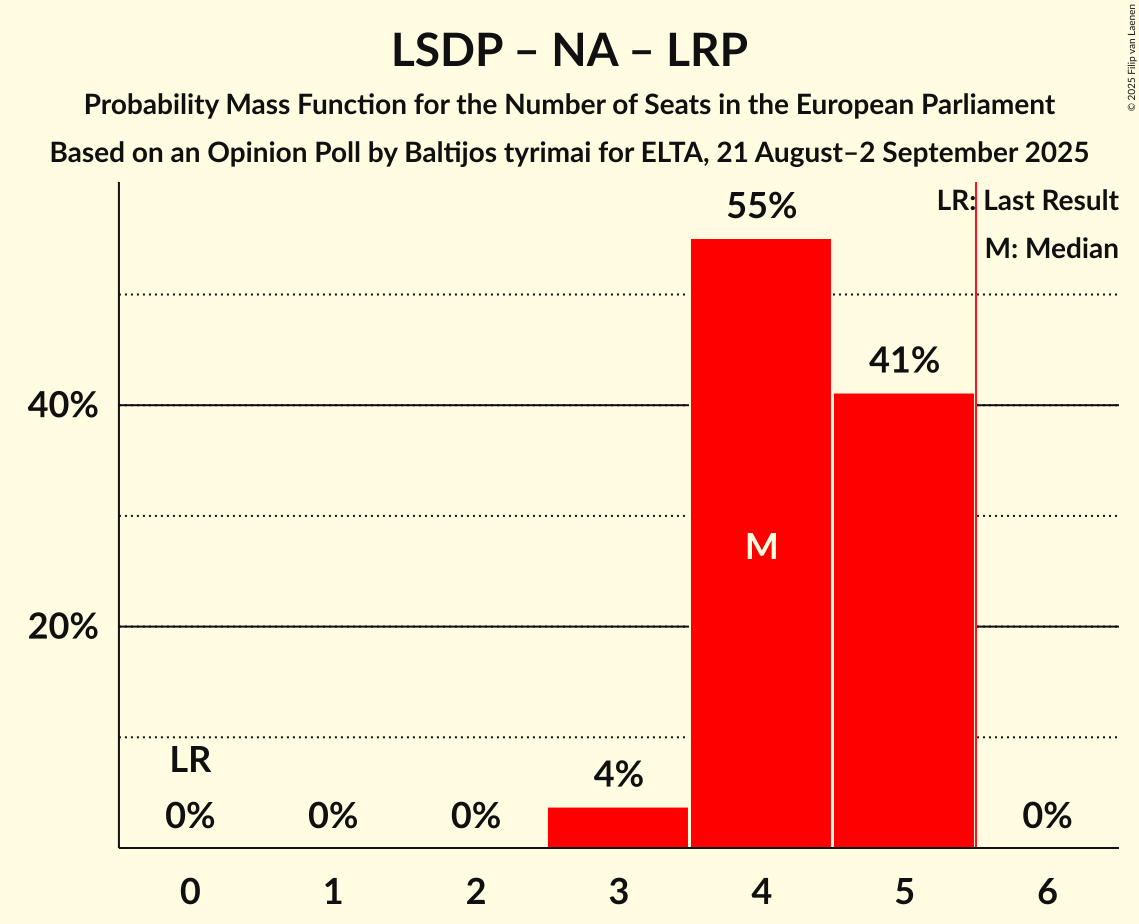 LSDP – NA – LRP
Probability Mass Function for the Number of Seats in the European Parliament
Based on an Opinion Poll by Baltijos tyrimai for ELTA, 21 August–2 September 2025
© 2025 Filip van Laenen
LR: Last Result
M: Median
55%
41%
40%
M
20%
LR
4%
0%
0%
0%
0%
0
1
2
3
4
5
6